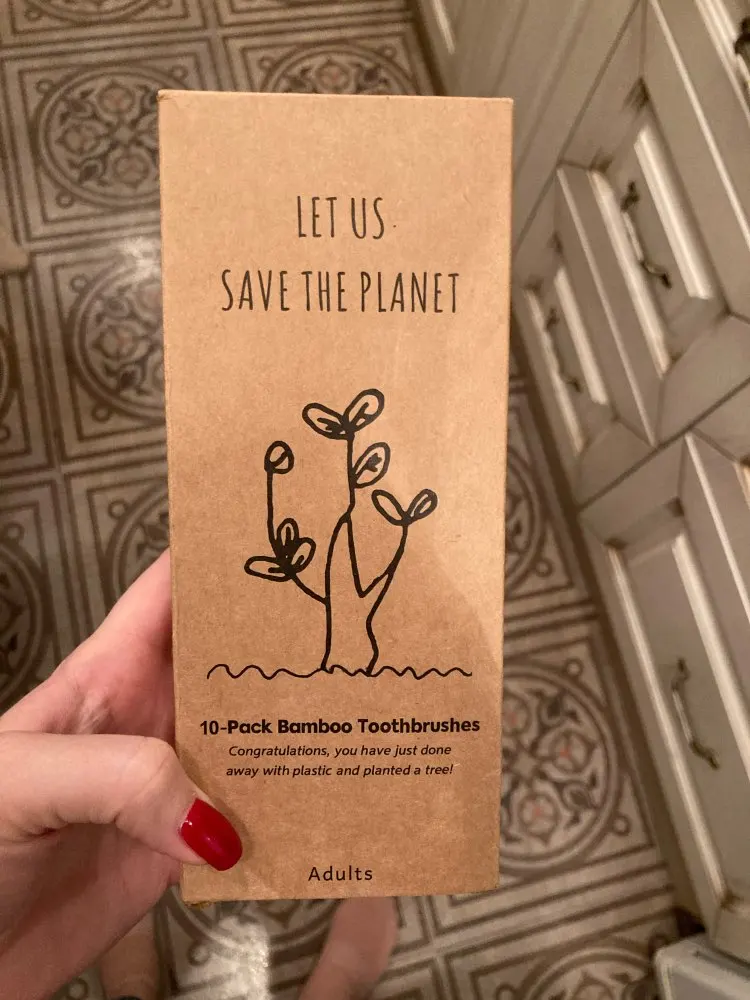 LET US
SAVE THE PLANET
10-Pack Bamboo Toothbrushes
Congratulations, you have just done
away with plastic and planted a tree!
Adults